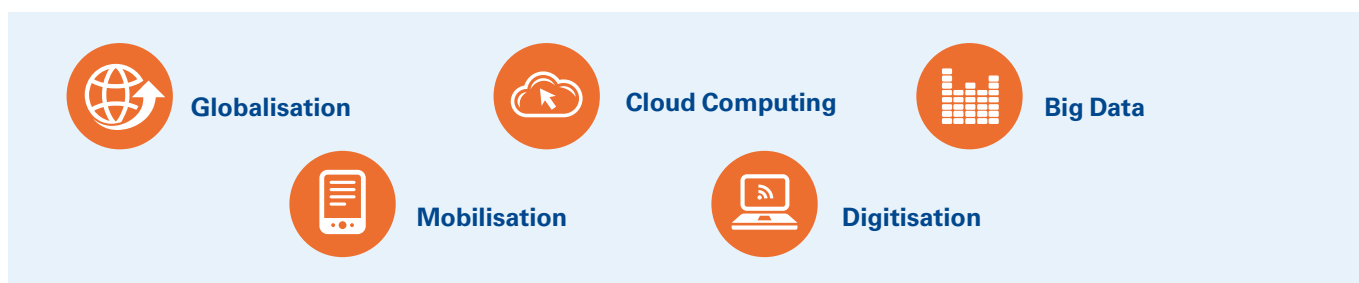 Globalisation
Cloud Computing
Big Data
Mobilisation
Digitisation